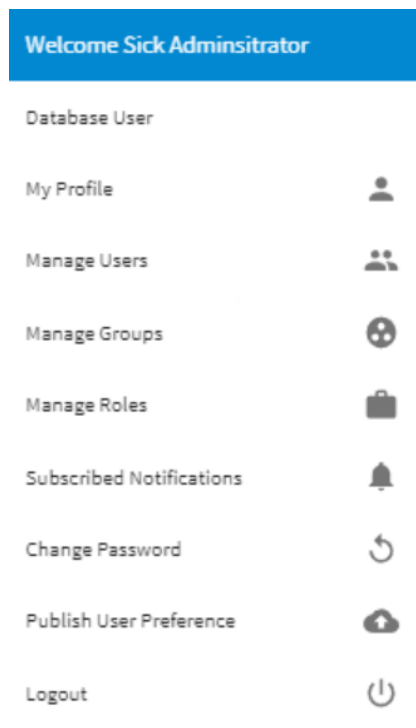 Welcome Sick Adminsitrator
Database User
My Profile
Manage Users
Manage Groups
Manage Roles
Subscribed Notifications
Change Password
Publish User Preference
Logout